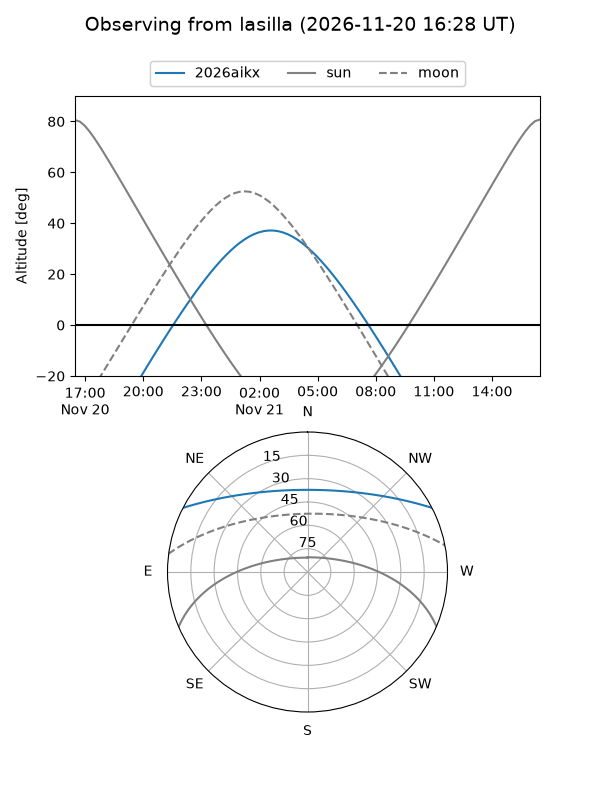 Observing from lasilla (2026-11-20 16:28 UT)
2026aikx sun moon
Altitude [deg]
80
60
40
20
0
−20
17:00 20:00 23:00 02:00 05:00 08:00 11:00 14:00
Nov 20 Nov 21
N
NE NW
15
30
45
60
75
E W
SE SW
S